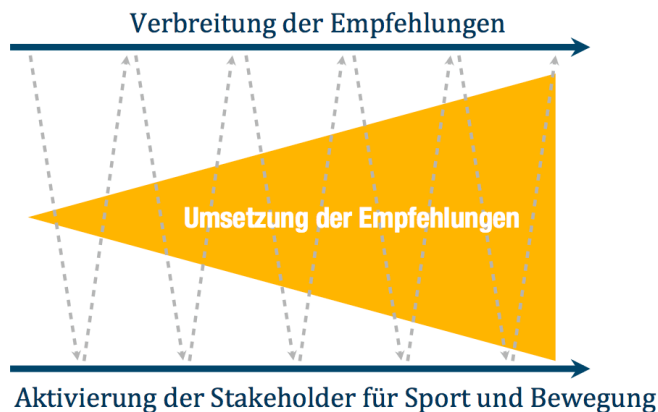 Verbreitung der Empfehlungen
Umsetzung der Empfehlungen
Aktivierung der Stakeholder für Sport und Bewegung